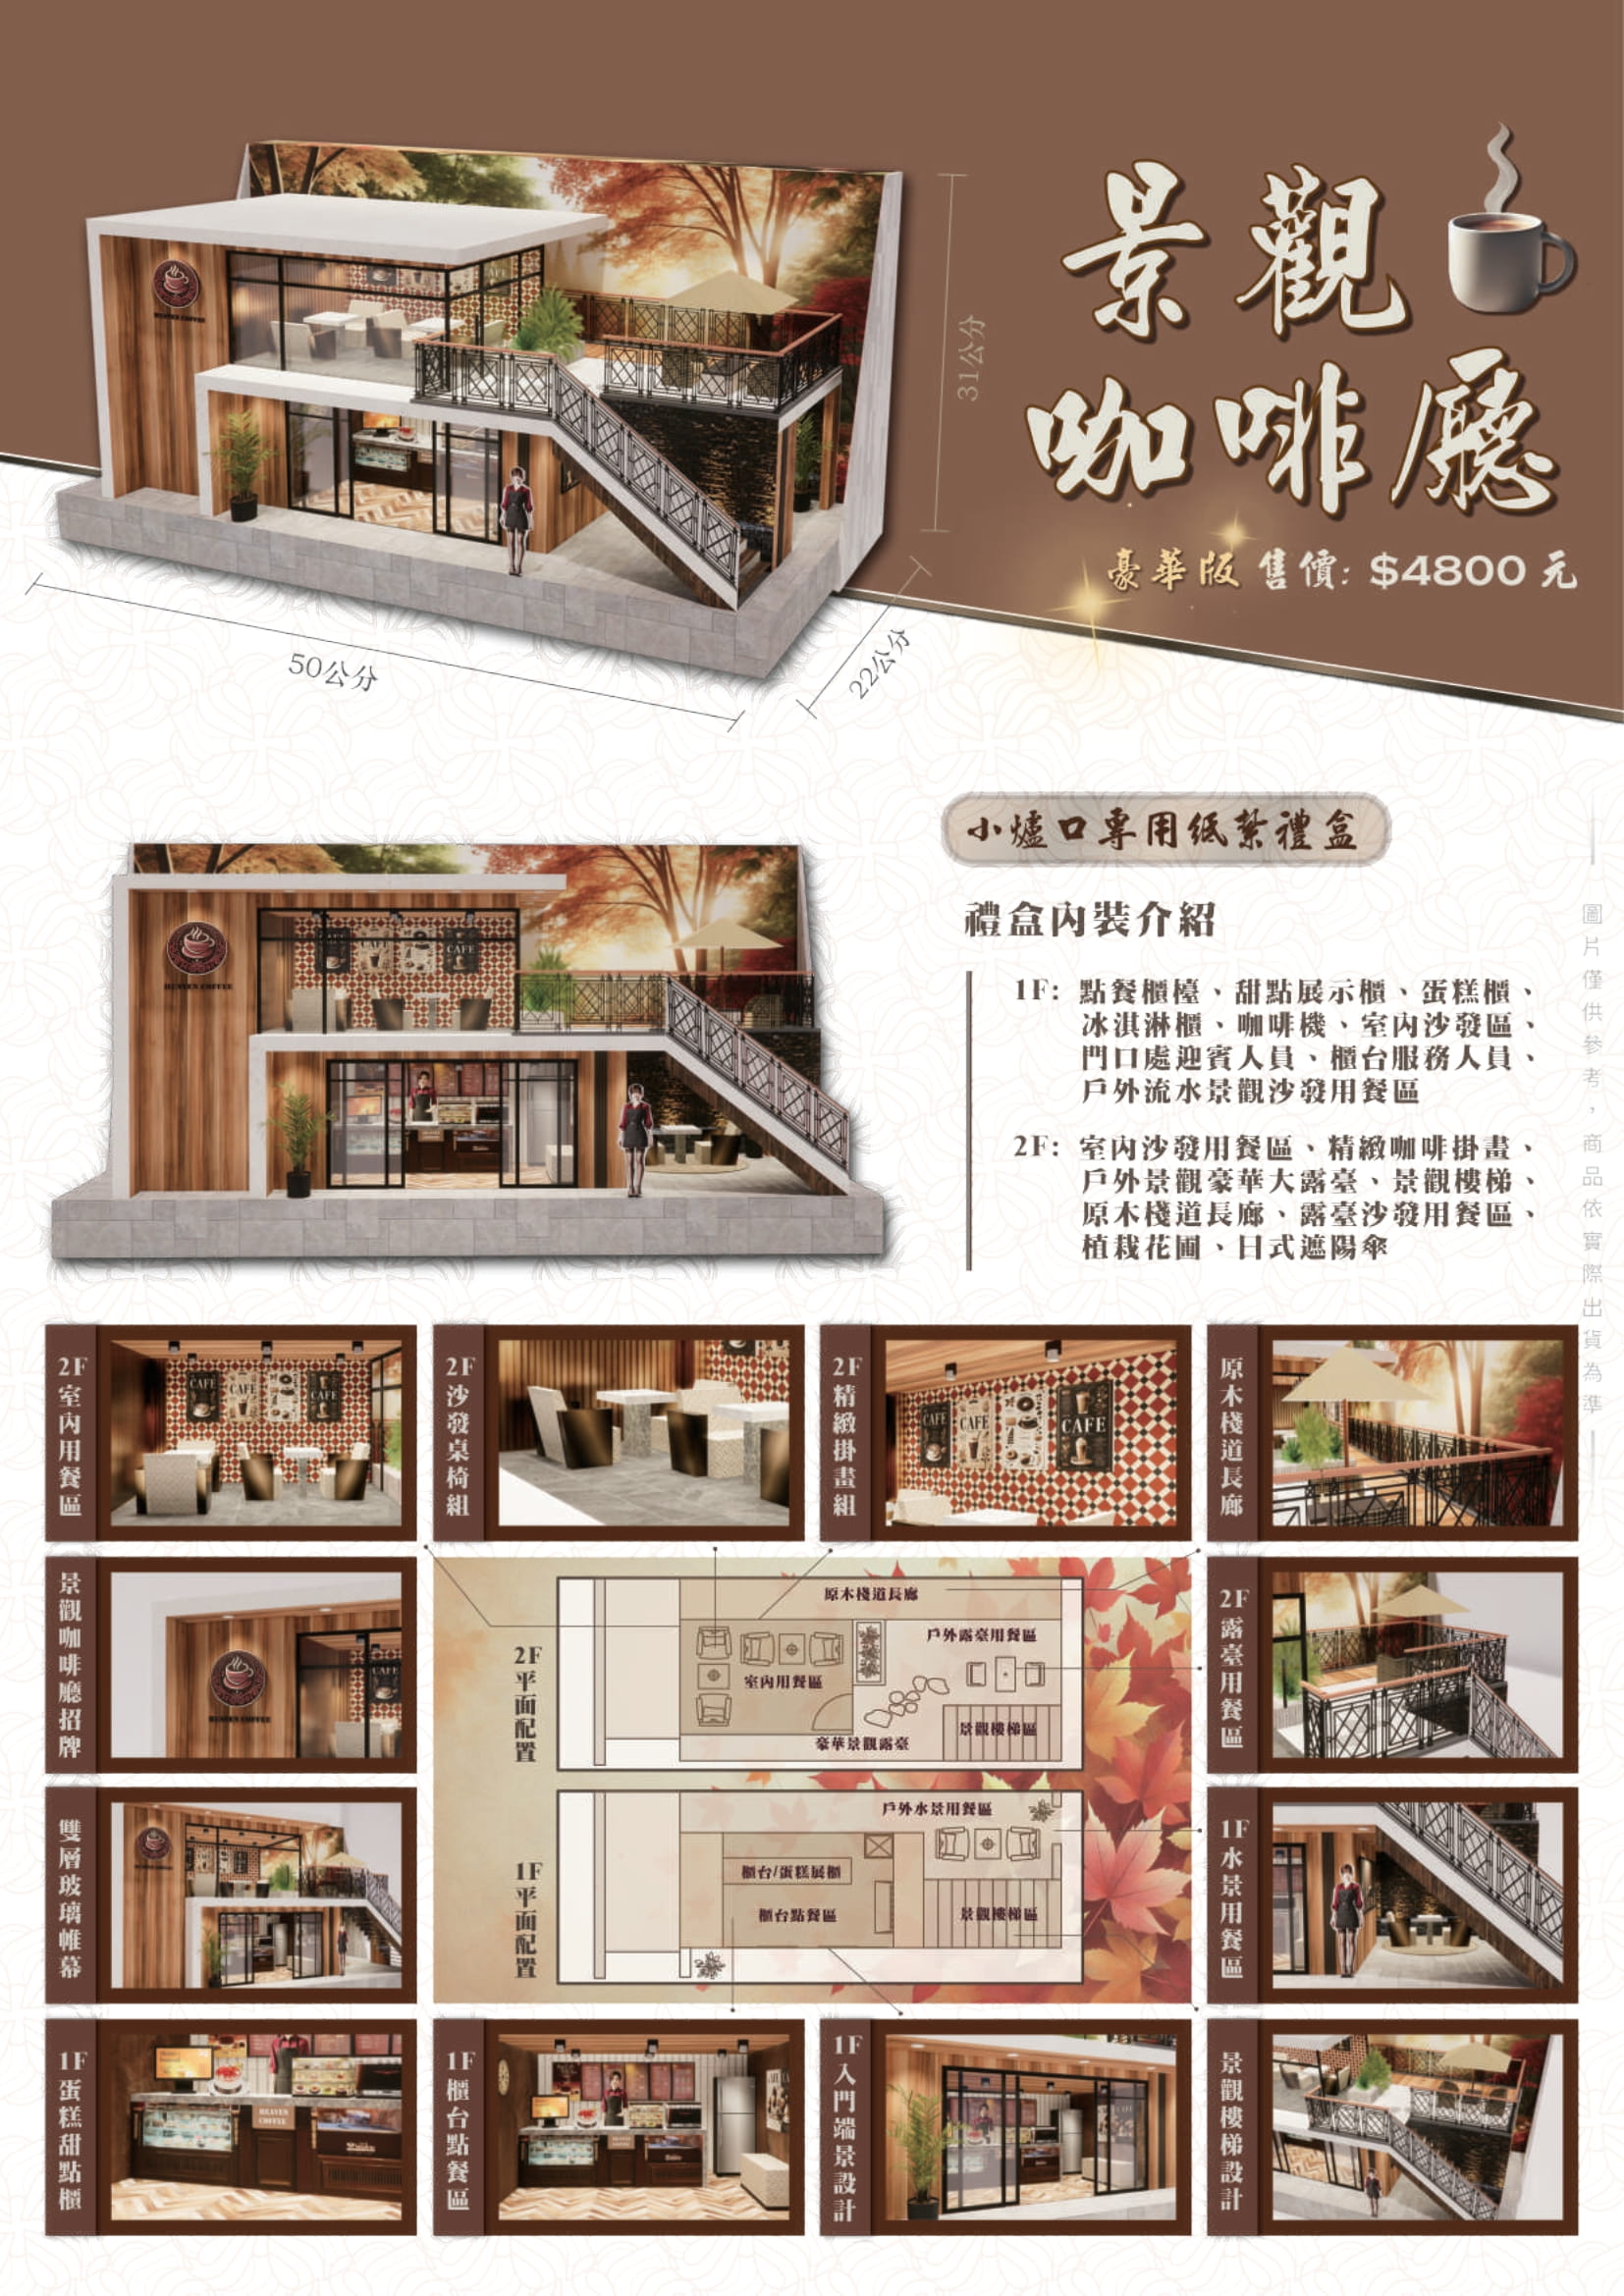 景觀
咖啡廳
豪華版 售價: $4800 元
31公分
50公分
22公分
小爐口專用紙紮禮盒
禮盒內裝介紹
1F: 點餐櫃檯、甜點展示櫃、蛋糕櫃、
冰淇淋櫃、咖啡機、室內沙發區、
門口處迎賓人員、櫃台服務人員、
戶外流水景觀沙發用餐區
2F: 室內沙發用餐區、精緻咖啡掛畫、
戶外景觀豪華大露臺、景觀樓梯、
原木棧道長廊、露臺沙發用餐區、
植栽花圃、日式遮陽傘
圖片僅供參考,商品依實際出貨為準
HEAVEN COFFEE
CAFE
2F室內用餐區
CAFE
CAFE
CAFE
2F沙發桌椅組
2F精緻掛畫組
CAFE
CAFE
CAFE
原木棧道長廊
景觀咖啡廳招牌
HEAVEN COFFEE
CAFE
2F平面配置
原木棧道長廊
戶外露臺用餐區
室內用餐區
景觀樓梯區
豪華景觀露臺
2F露臺用餐區
雙層玻璃帷幕
1F平面配置
戶外水景用餐區
櫃台/蛋糕展櫃
櫃台點餐區
景觀樓梯區
1F水景用餐區
1F蛋糕甜點櫃
HEAVEN
COFFEE
1F櫃台點餐區
1F入門端景設計
景觀樓梯設計